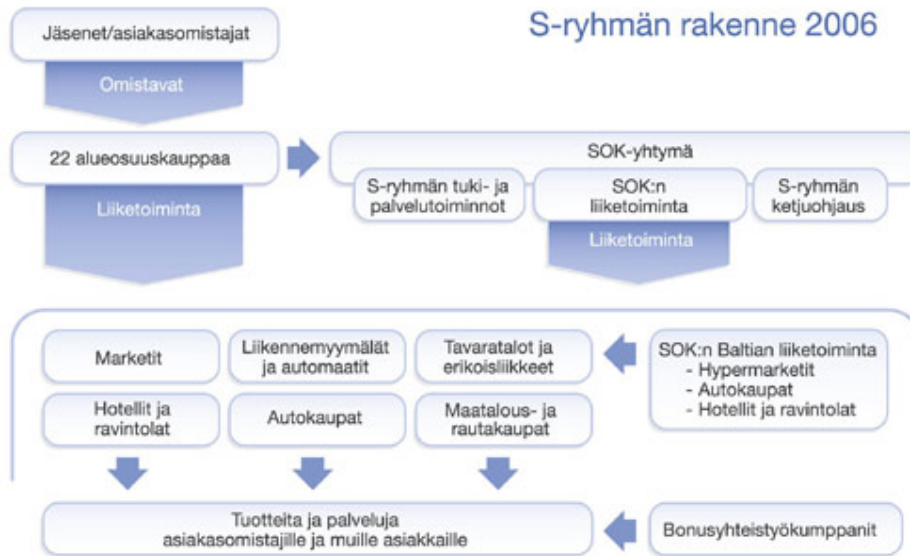 S-ryhmän rakenne 2006
Jäsenet/asiakasomistajat
Omistavat
22 alueosuuskauppaa
Liiketoiminta
SOK-yhtymä
S-ryhmän tuki- ja
palvelutoiminnot
SOK:n
liiketoiminta
S-ryhmän
ketjuohjaus
Liiketoiminta
Marketit
Liikennemyymälät
ja automaatit
Tavaratalot ja
erikoisliikkeet
SOK:n Baltian liiketoiminta
- Hypermarketit
- Autokaupat
- Hotellit ja ravintolat
Hotellit ja
ravintolat
Autokaupat
Maatalous- ja
rautakaupat
Tuotteita ja palveluja
asiakasomistajille ja muille asiakkaille
Bonusyhteistyökumppanit